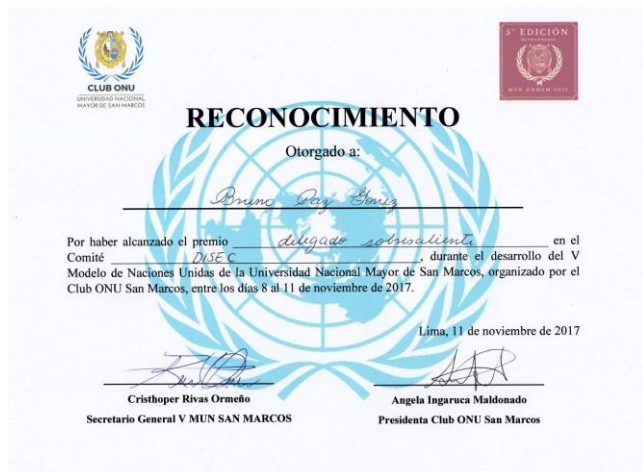 CLUB ONU
UNIVERSIDAD NACIONAL
MAYOR DE SAN MARCOS
5° EDICIÓN
MUN UNMSM 2017
RECONOCIMIENTO
Otorgado a:
Bruno Paz
Por haber alcanzado el premio delegado sobresaliente en el
Comité DISEC, durante el desarrollo del V
Modelo de Naciones Unidas de la Universidad Nacional Mayor de San Marcos, organizado por el
Club ONU San Marcos, entre los días 8 al 11 de noviembre de 2017.
Lima, 11 de noviembre de 2017
Cristhoper Rivas Ormeño
Secretario General V MUN SAN MARCOS
Angela Ingaruca Maldonado
Presidenta Club ONU San Marcos